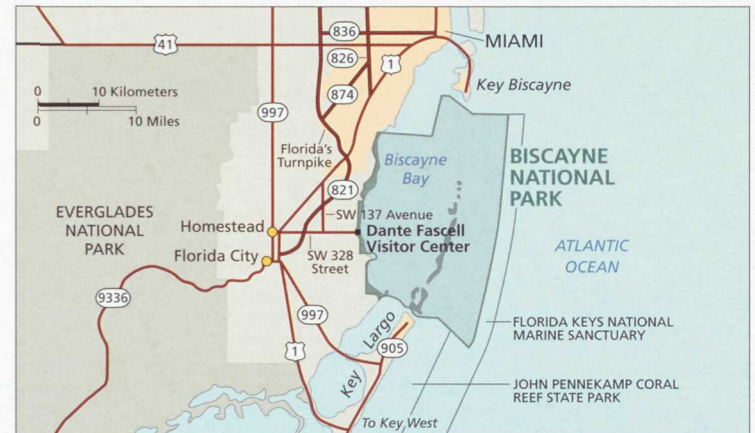 41
836
826
1
MIAMI
0 10 Kilometers
0 10 Miles
874
Key Biscayne
997
Florida's
Turnpike
Biscayne
Bay
BISCAYNE
NATIONAL
PARK
821
EVERGLADES
NATIONAL
PARK
SW 137 Avenue
Homestead
Dante Fascell
Visitor Center
Florida City
SW 328
Street
ATLANTIC
OCEAN
9336
997
1
Key Largo
905
FLORIDA KEYS NATIONAL
MARINE SANCTUARY
JOHN PENNEKAMP CORAL
REEF STATE PARK
To Key West